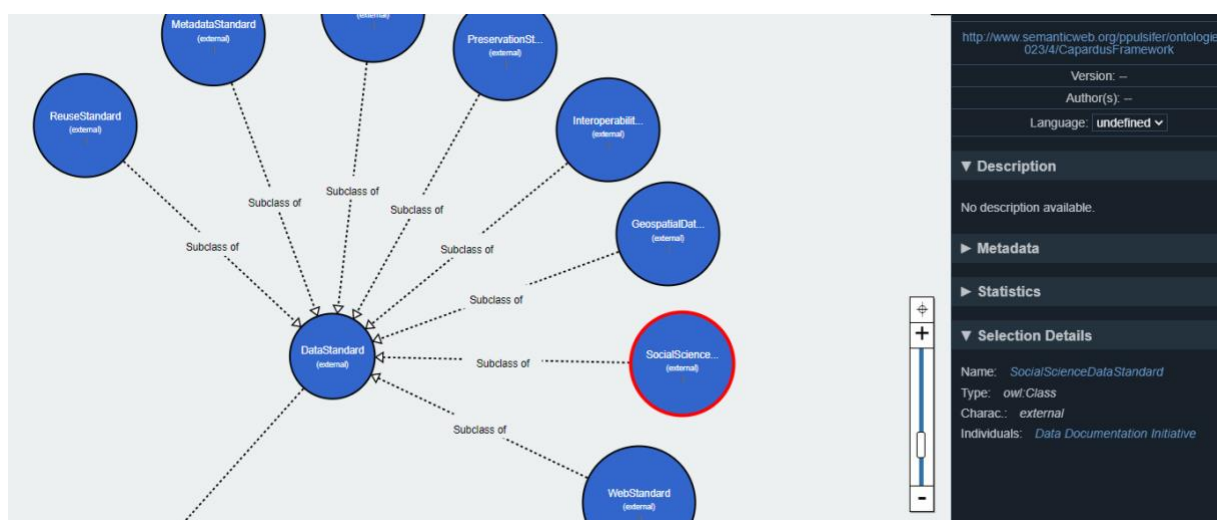 MetadataStandard
(external)
(external)
PreservationSt...
(external)
ReuseStandard
(external)
Interoperabilit...
(external)
Subclass of
Subclass of
Subclass of
Subclass of
Subclass of
GeospatialDat...
(external)
Subclass of
DataStandard
(external)
Subclass of
SocialScience...
(external)
Subclass of
WebStandard
(external)
+
-
http://www.semanticweb.org/ppulsifer/ontologie
023/4/CapardusFramework
Version: --
Author(s): --
Language: undefined
▼ Description
No description available.
► Metadata
► Statistics
▼ Selection Details
Name: SocialScienceDataStandard
Type: owl:Class
Charac.: external
Individuals: Data Documentation Initiative